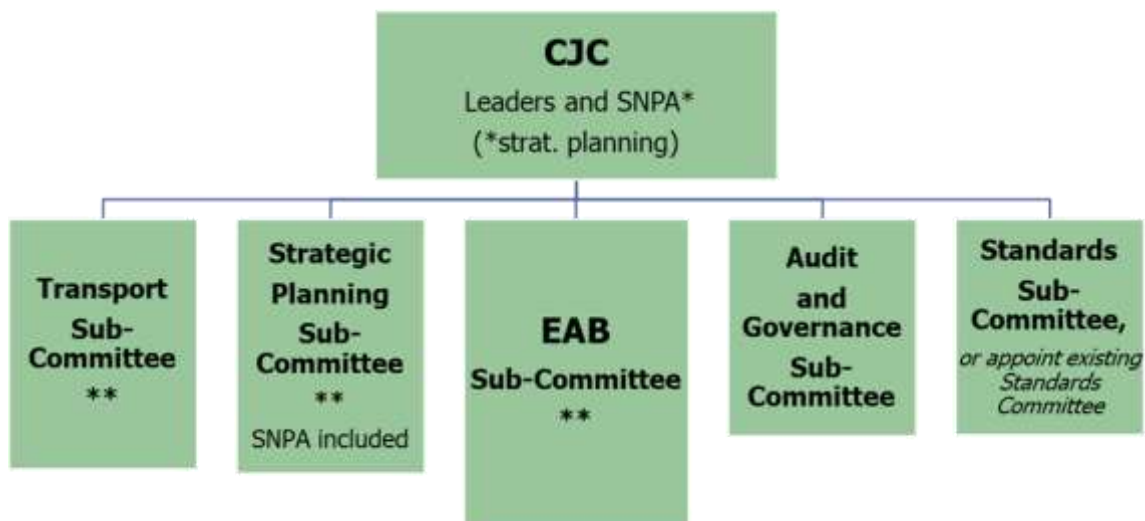 CJC
Leaders and SNPA*
(*strat. planning)
Transport
Sub-
Committee
**
Strategic
Planning
Sub-
Committee
**
SNPA included
EAB
Sub-Committee
**
Audit
and
Governance
Sub-
Committee
Standards
Sub-
Committee,
or appoint existing
Standards
Committee